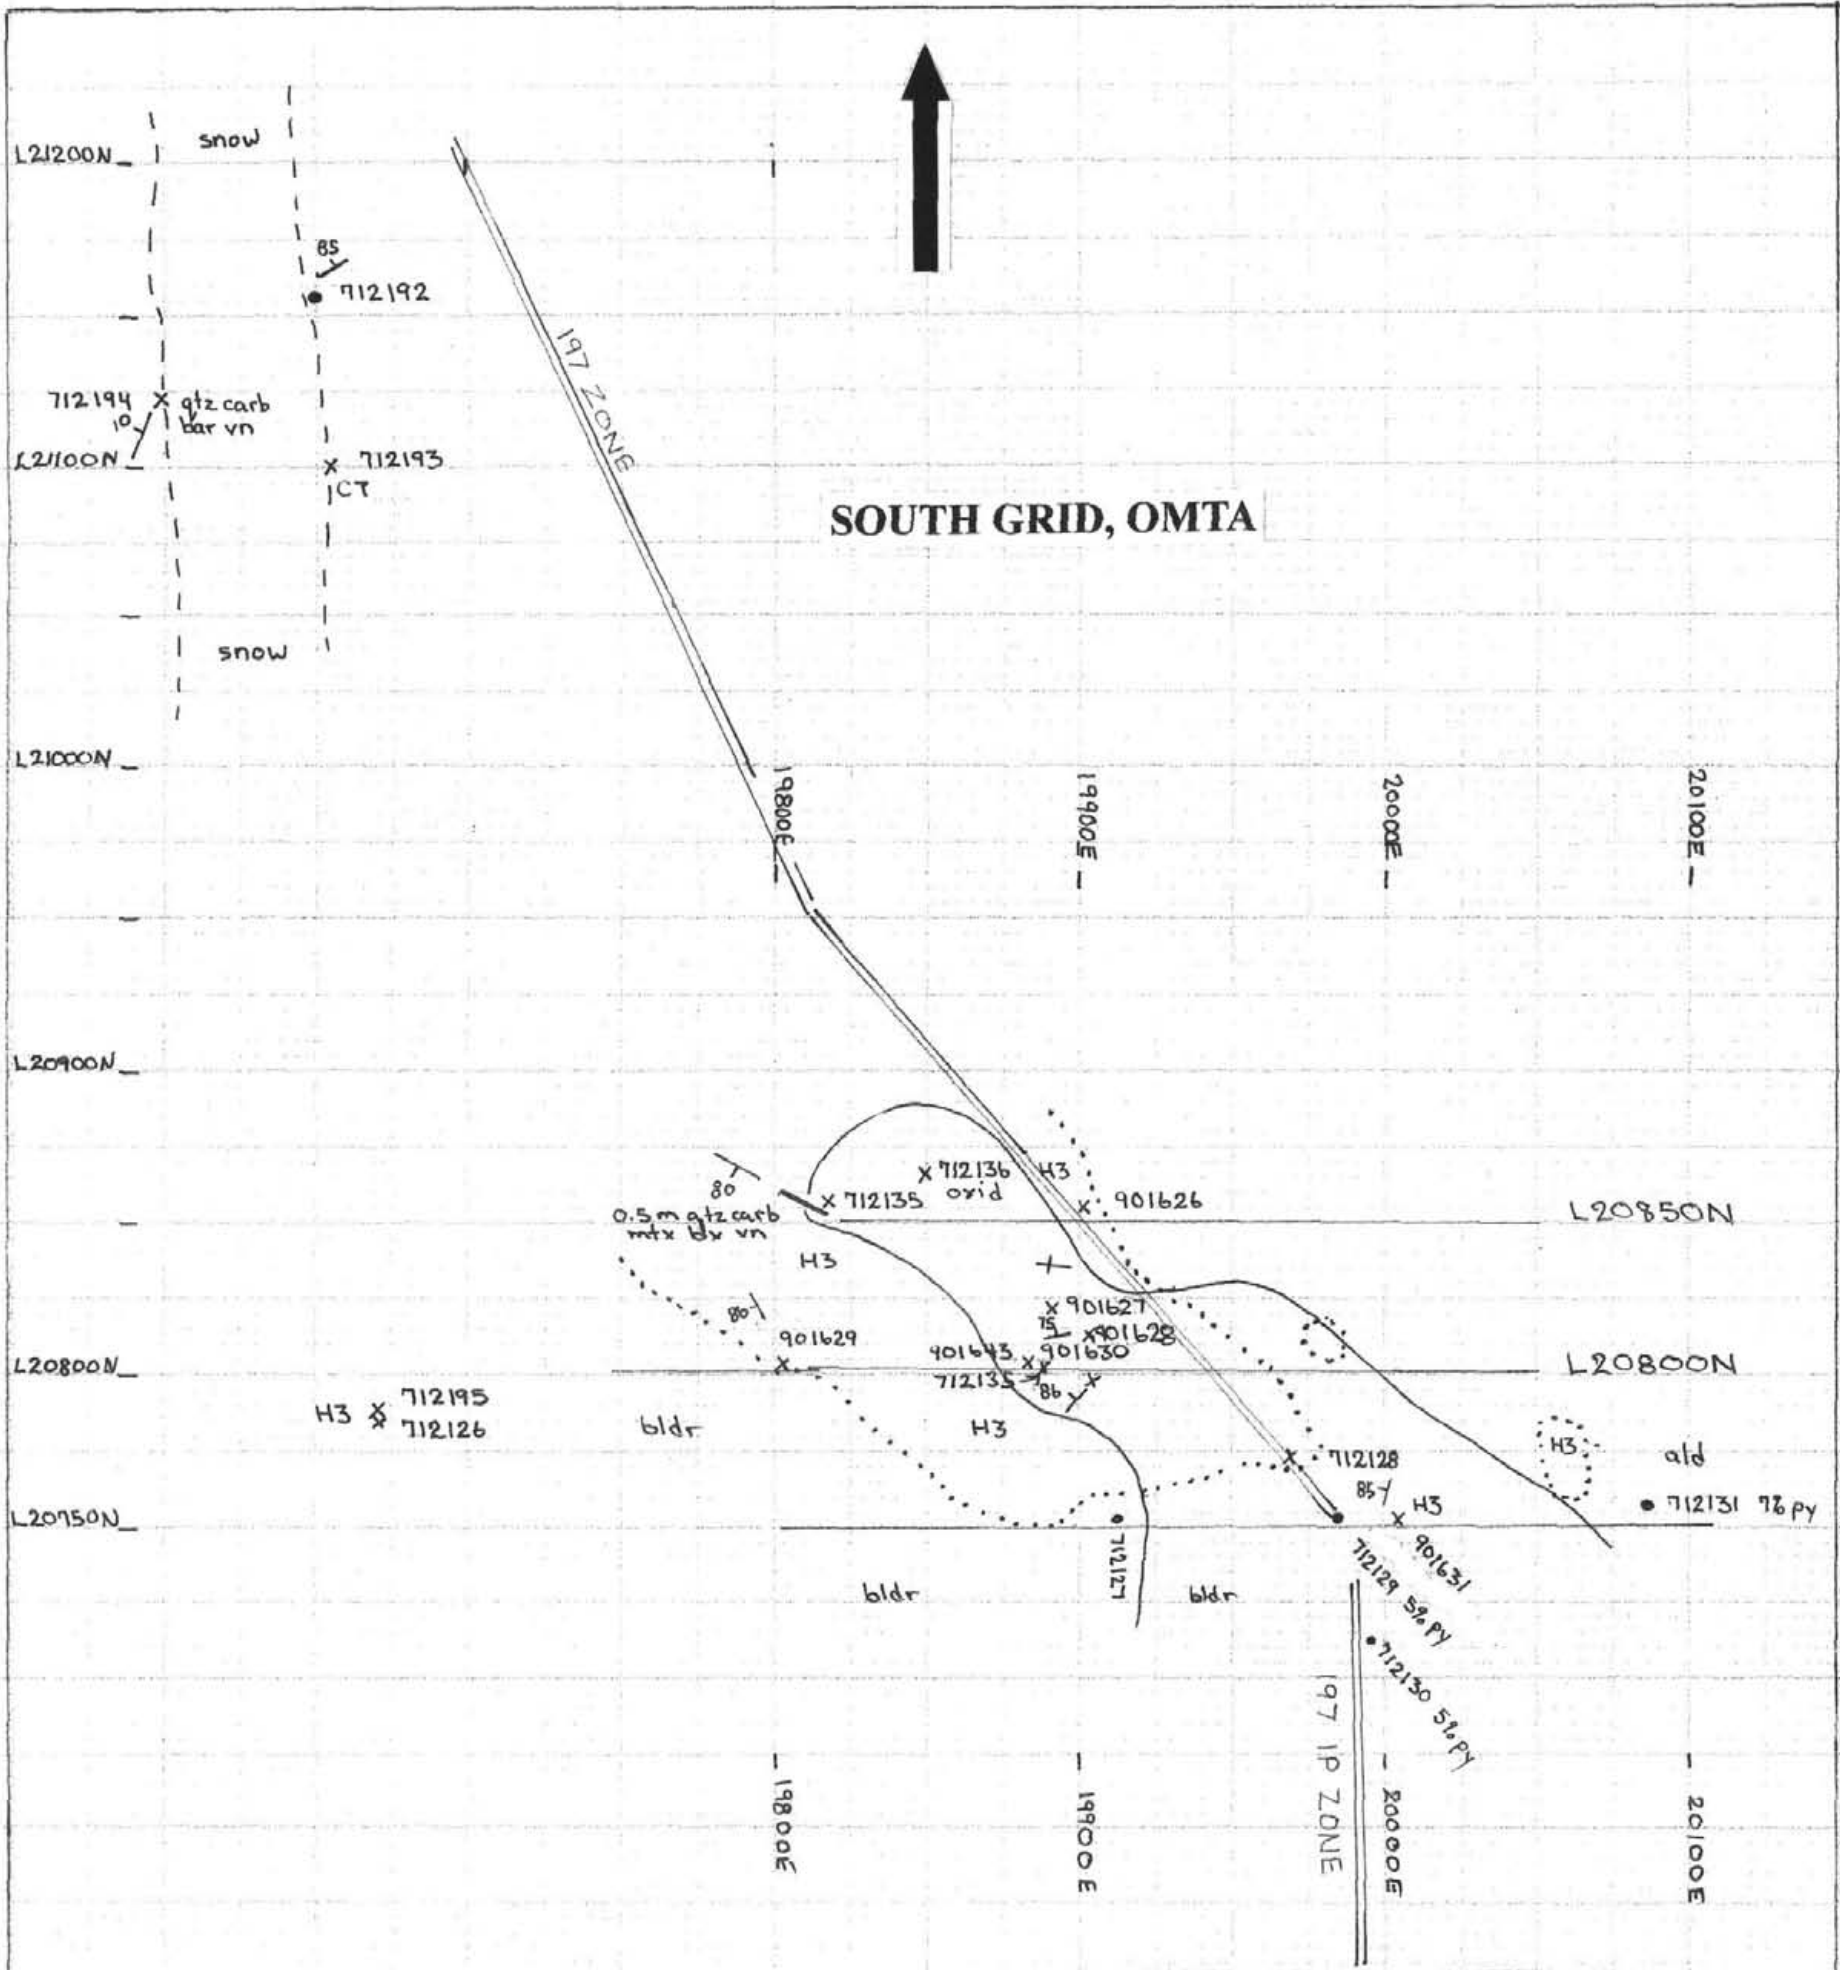 snow
L21200N
85
712192
197 ZONE
712194
qtz carb
bar vn
10
L21100N
712193
CT
SOUTH GRID, OMTA
snow
L21000N
19800E
19900E
20000E
20100E
L20900N
712136
oxid
H3
80
712135
901626
0.5m qtz carb
mtx bx vn
L20850N
H3
901627
86
75
901628
901629
901643
901630
L20800N
L20800N
712135
86
712195
H3
712126
bldr
H3
712128
H3
ald
85
H3
712131
L20750N
712127
901631
712129 5% py
bldr
bldr
712130 5% py
197 IP ZONE
19800E
19900E
20000E
20100E